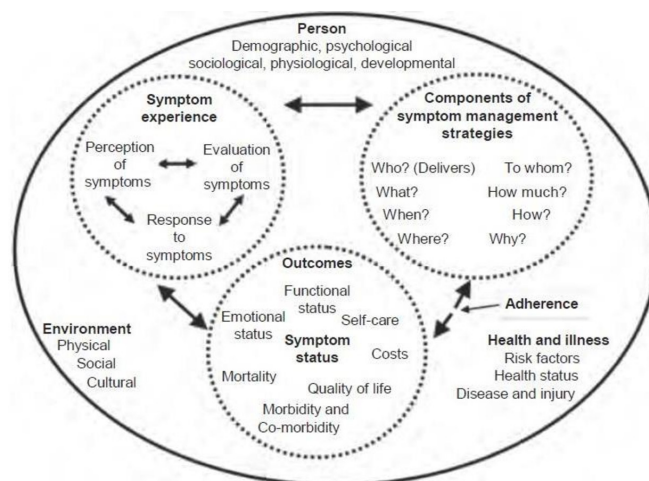 Person
Demographic, psychological
sociological, physiological, developmental
Symptom
experience
Perception
of
symptoms
Evaluation
of
symptoms
Response
to
symptoms
Components of
symptom management
strategies
Who? (Delivers)
To whom?
What?
How much?
When?
How?
Where?
Why?
Outcomes
Functional
status
Emotional
status
Self-care
Symptom
status
Costs
Mortality
Quality of life
Morbidity and
Co-morbidity
Adherence
Environment
Physical
Social
Cultural
Health and illness
Risk factors
Health status
Disease and injury